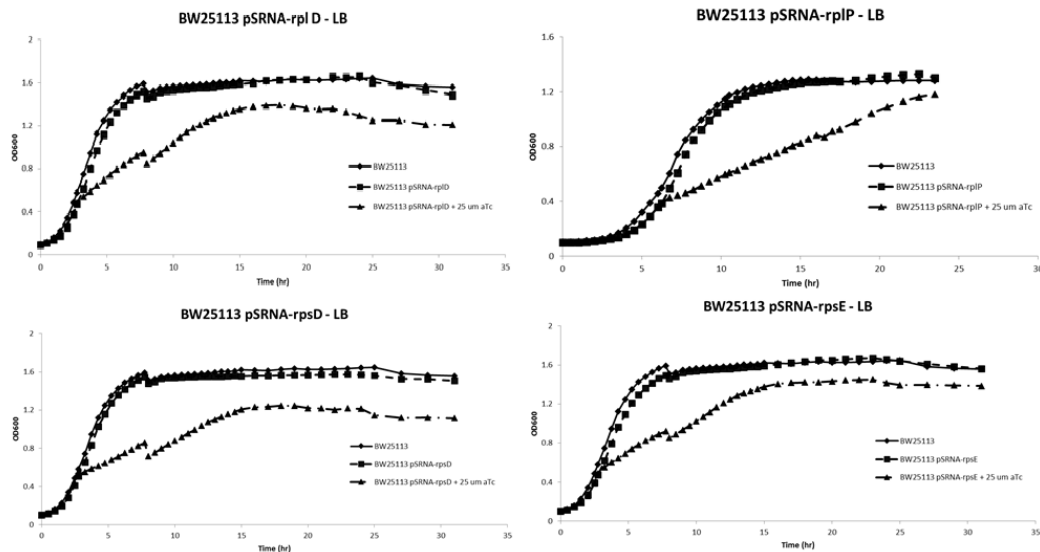 BW25113 pSRNA-rpl D - LB
2
1.6
1.2
0.8
0.4
0
OD600
0 5 10 15 20 25 30 35
Time (hr)
BW25113
BW25113 pSRNA-rplD
BW25113 pSRNA-rplD + 25 um aTc
BW25113 pSRNA-rplP - LB
1.6
1.2
0.8
0.4
0
OD600
0 5 10 15 20 25 30
Time (hr)
BW25113
BW25113 pSRNA-rplP
BW25113 pSRNA-rplP + 25 um aTc
BW25113 pSRNA-rpsD - LB
2
1.6
1.2
0.8
0.4
0
OD600
0 5 10 15 20 25 30 35
Time (hr)
BW25113
BW25113 pSRNA-rpsD
BW25113 pSRNA-rpsD + 25 um aTc
BW25113 pSRNA-rpsE - LB
2
1.6
1.2
0.8
0.4
0
OD600
0 5 10 15 20 25 30 35
Time (hr)
BW25113
BW25113 pSRNA-rpsE
BW25113 pSRNA-rpsE + 25 um aTc